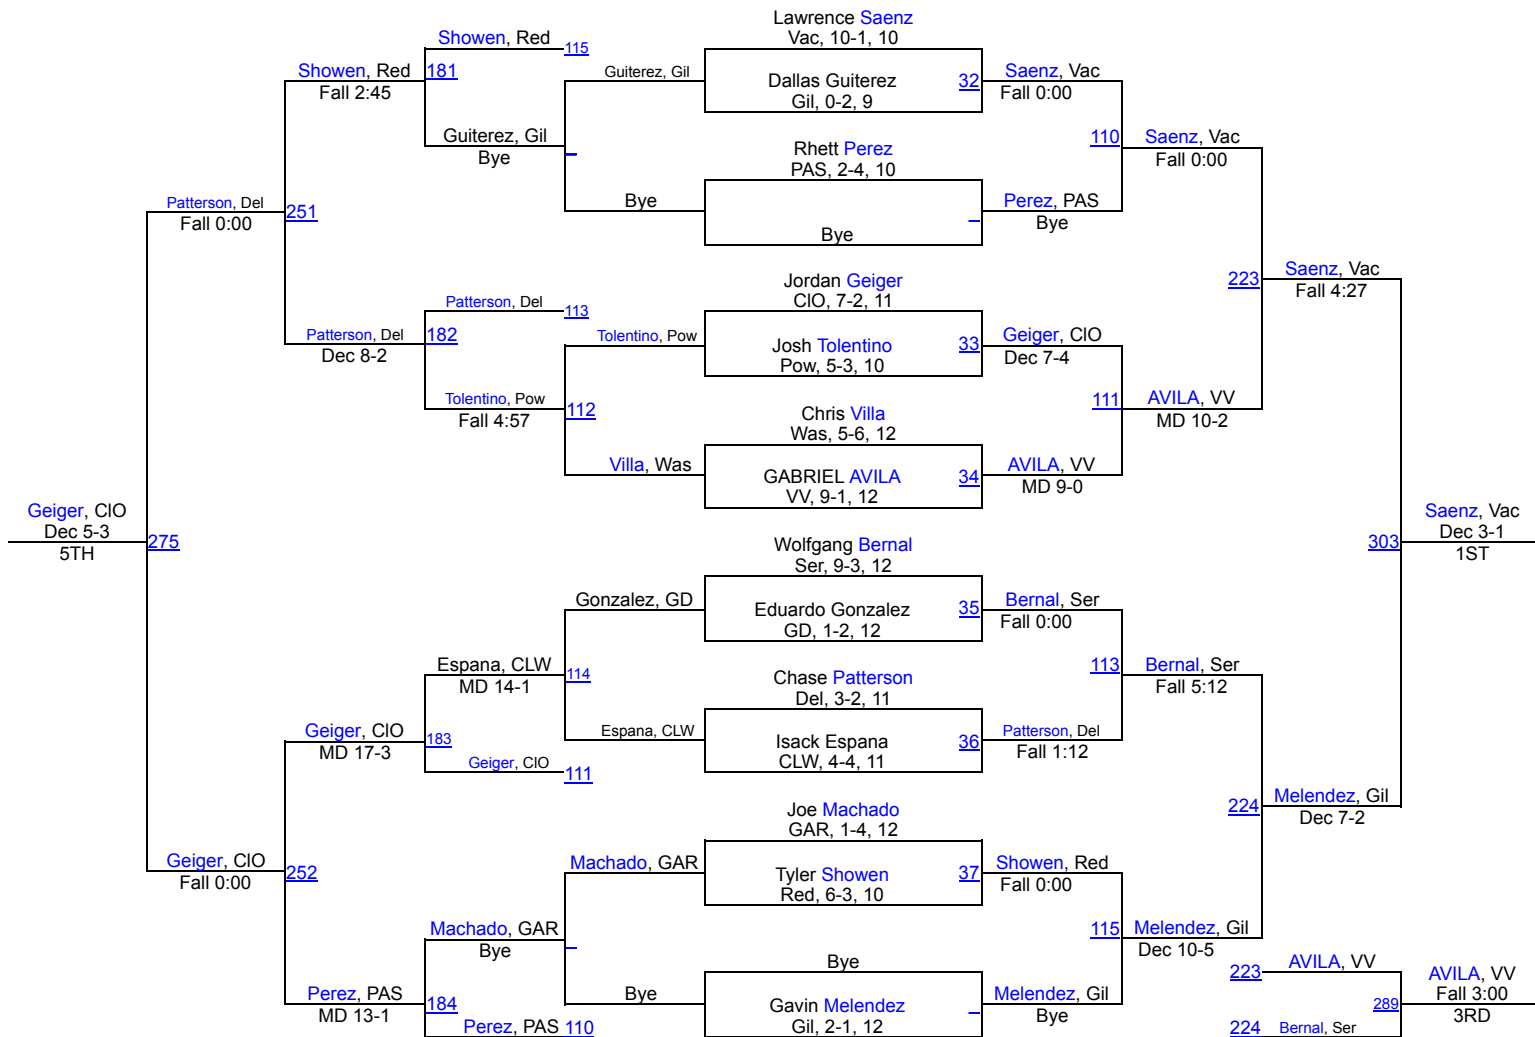 Lawrence Saenz
Vac, 10-1, 10
Showen, Red
115
Guiterez, Gil
Showen, Red
181
Fall 2:45
Dallas Guiterez
32
Gil, 0-2, 9
Saenz, Vac
Fall 0:00
Guiterez, Gil
Bye
Rhett Perez
PAS, 2-4, 10
110
Saenz, Vac
Fall 0:00
Patterson, Del
251
Fall 0:00
Bye
Bye
Perez, PAS
Bye
Jordan Geiger
CIO, 7-2, 11
223
Saenz, Vac
Fall 4:27
Patterson, Del
113
Patterson, Del
182
Dec 8-2
Tolentino, Pow
Josh Tolentino
33
Pow, 5-3, 10
Geiger, CIO
Dec 7-4
Tolentino, Pow
112
Fall 4:57
Chris Villa
Was, 5-6, 12
111
AVILA, VV
MD 10-2
Villa, Was
GABRIEL AVILA
34
VV, 9-1, 12
AVILA, VV
MD 9-0
Geiger, CIO
Dec 5-3
275
5TH
Wolfgang Bernal
Ser, 9-3, 12
303
Saenz, Vac
Dec 3-1
1ST
Gonzalez, GD
Eduardo Gonzalez
35
GD, 1-2, 12
Bernal, Ser
Fall 0:00
Espana, CLW
114
MD 14-1
Chase Patterson
Del, 3-2, 11
113
Bernal, Ser
Fall 5:12
Geiger, CIO
183
MD 17-3
Espana, CLW
Isack Espana
36
CLW, 4-4, 11
Patterson, Del
Fall 1:12
Geiger, CIO
111
Joe Machado
GAR, 1-4, 12
224
Melendez, Gil
Dec 7-2
Geiger, CIO
252
Fall 0:00
Machado, GAR
Tyler Showen
37
Red, 6-3, 10
Showen, Red
Fall 0:00
Machado, GAR
Bye
Bye
115
Melendez, Gil
Dec 10-5
223
AVILA, VV
AVILA, VV
Fall 3:00
289
3RD
Perez, PAS
184
MD 13-1
Bye
Gavin Melendez
Gil, 2-1, 12
Melendez, Gil
Bye
Perez, PAS
110
224
Bernal, Ser